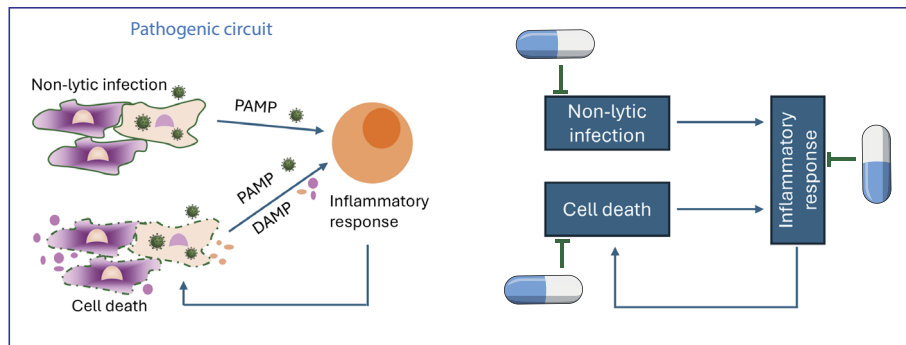 Pathogenic circuit
Non-lytic infection
PAMP
PAMP
DAMP
Inflammatory
response
Cell death
Non-lytic
infection
Cell death
Inflammatory
response